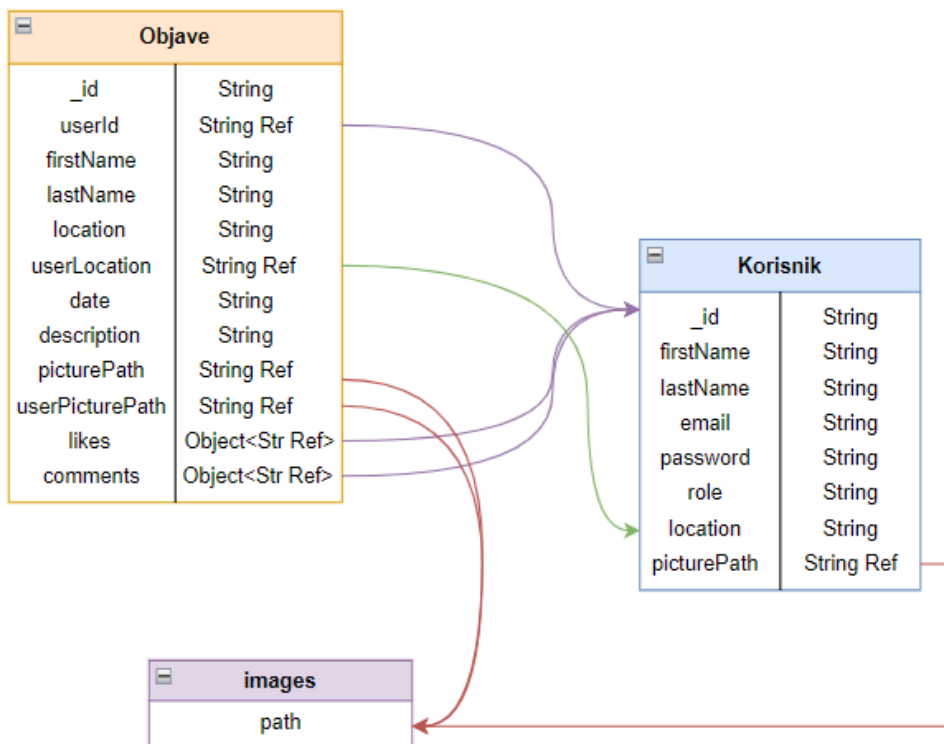 Objave
_id String
userId String Ref
firstName String
lastName String
location String
userLocation String Ref
date String
description String
picturePath String Ref
userPicturePath String Ref
likes Object<Str Ref>
comments Object<Str Ref>
Korisnik
_id String
firstName String
lastName String
email String
password String
role String
location String
picturePath String Ref
images
path